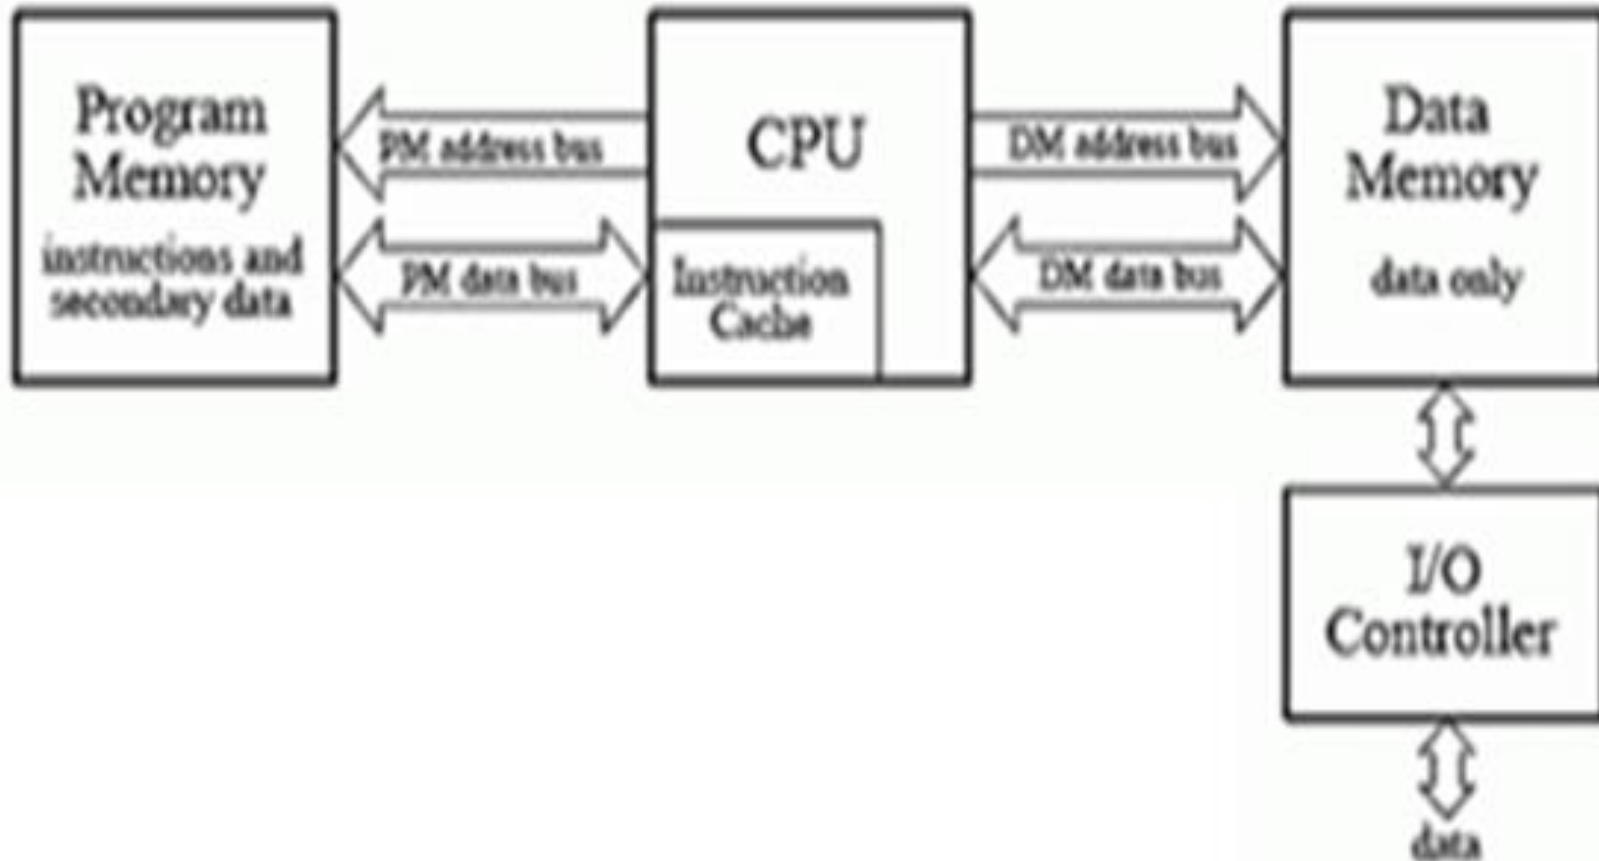 Program
Memory
instructions and
secondary data
PM address bus
PM data bus
CPU
Instruction
Cache
DM address bus
DM data bus
Data
Memory
data only
I/O
Controller
data